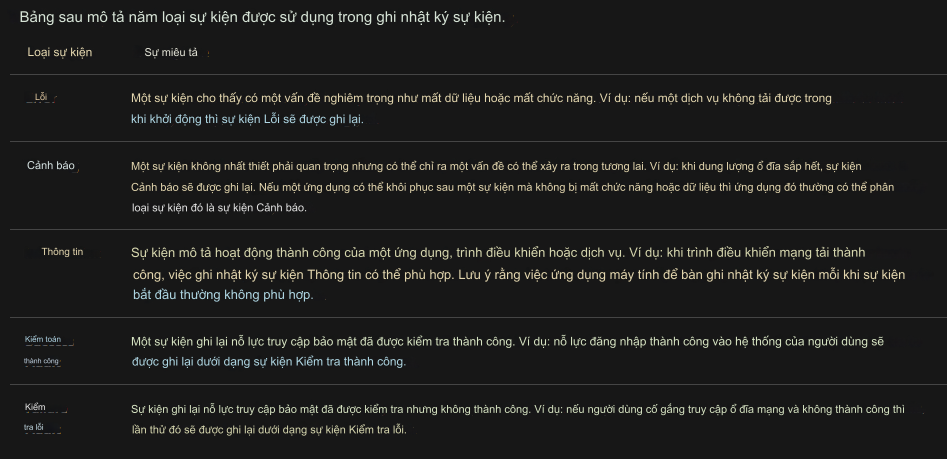 Bảng sau mô tả năm loại sự kiện được sử dụng trong ghi nhật ký sự kiện.
Loại sự kiện Sự miêu tả
Lỗi Một sự kiện cho thấy có một vấn đề nghiêm trọng như mất dữ liệu hoặc mất chức năng. Ví dụ: nếu một dịch vụ không tải được trong
khi khởi động thì sự kiện Lỗi sẽ được ghi lại.
Cảnh báo Một sự kiện không nhất thiết phải quan trọng nhưng có thể chỉ ra một vấn đề có thể xảy ra trong tương lai. Ví dụ: khi dung lượng ổ đĩa sắp hết, sự kiện
Cảnh báo sẽ được ghi lại. Nếu một ứng dụng có thể khôi phục sau một sự kiện mà không bị mất chức năng hoặc dữ liệu thì ứng dụng đó thường có thể phân
loại sự kiện đó là sự kiện Cảnh báo.
Thông tin Sự kiện mô tả hoạt động thành công của một ứng dụng, trình điều khiển hoặc dịch vụ. Ví dụ: khi trình điều khiển mạng tải thành
công, việc ghi nhật ký sự kiện Thông tin có thể phù hợp. Lưu ý rằng việc ứng dụng máy tính để bàn ghi nhật ký sự kiện mỗi khi sự kiện
bắt đầu thường không phù hợp.
Kiểm toán Một sự kiện ghi lại nỗ lực truy cập bảo mật đã được kiểm tra thành công. Ví dụ: nỗ lực đăng nhập thành công vào hệ thống của người dùng sẽ
thành công được ghi lại dưới dạng sự kiện Kiểm tra thành công.
Kiểm Sự kiện ghi lại nỗ lực truy cập bảo mật đã được kiểm tra nhưng không thành công. Ví dụ: nếu người dùng cố gắng truy cập ổ đĩa mạng và không thành công thì
tra lỗi lần thử đó sẽ được ghi lại dưới dạng sự kiện Kiểm tra lỗi.